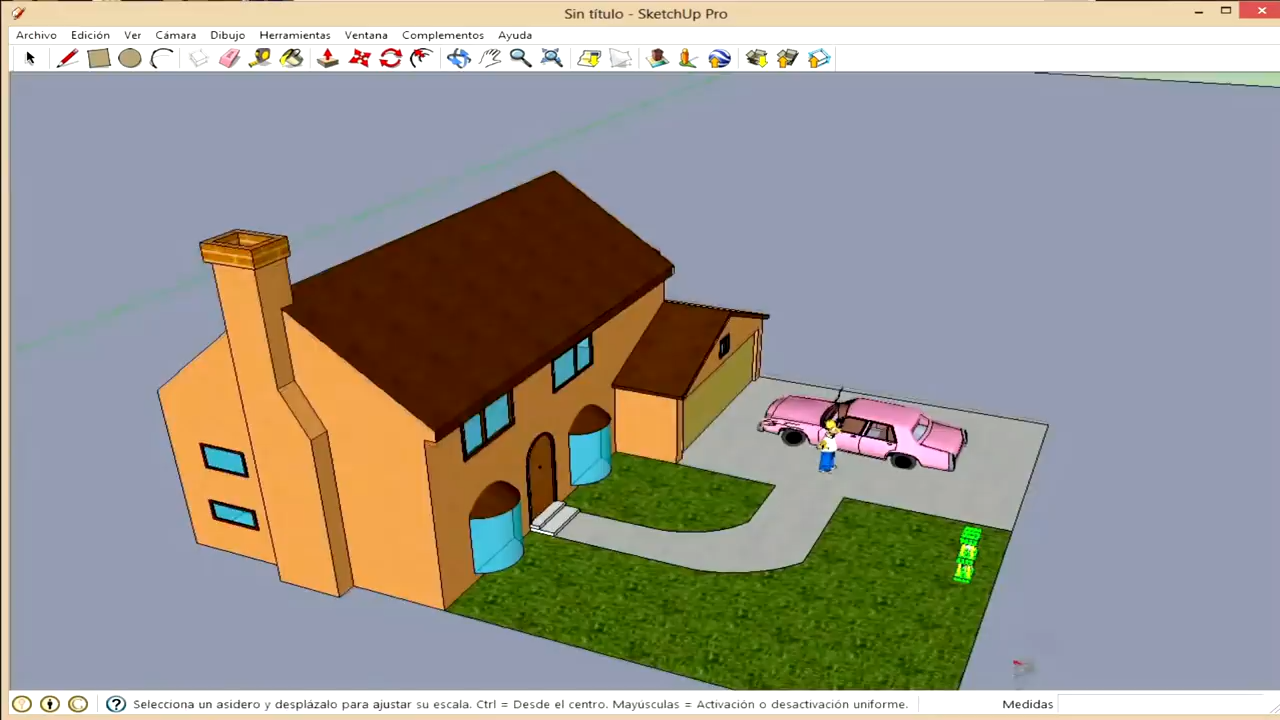 Sin título - SketchUp Pro
Archivo Edición Ver Cámara Dibujo Herramientas Ventana Complementos Ayuda
Selecciona un asidero y desplázalo para ajustar su escala. Ctrl = Desde el centro. Mayúsculas = Activación o desactivación uniforme. Medidas